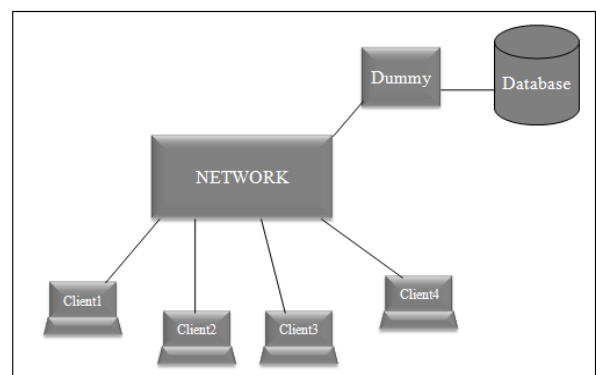 Dummy
Database
NETWORK
Client1
Client2
Client3
Client4